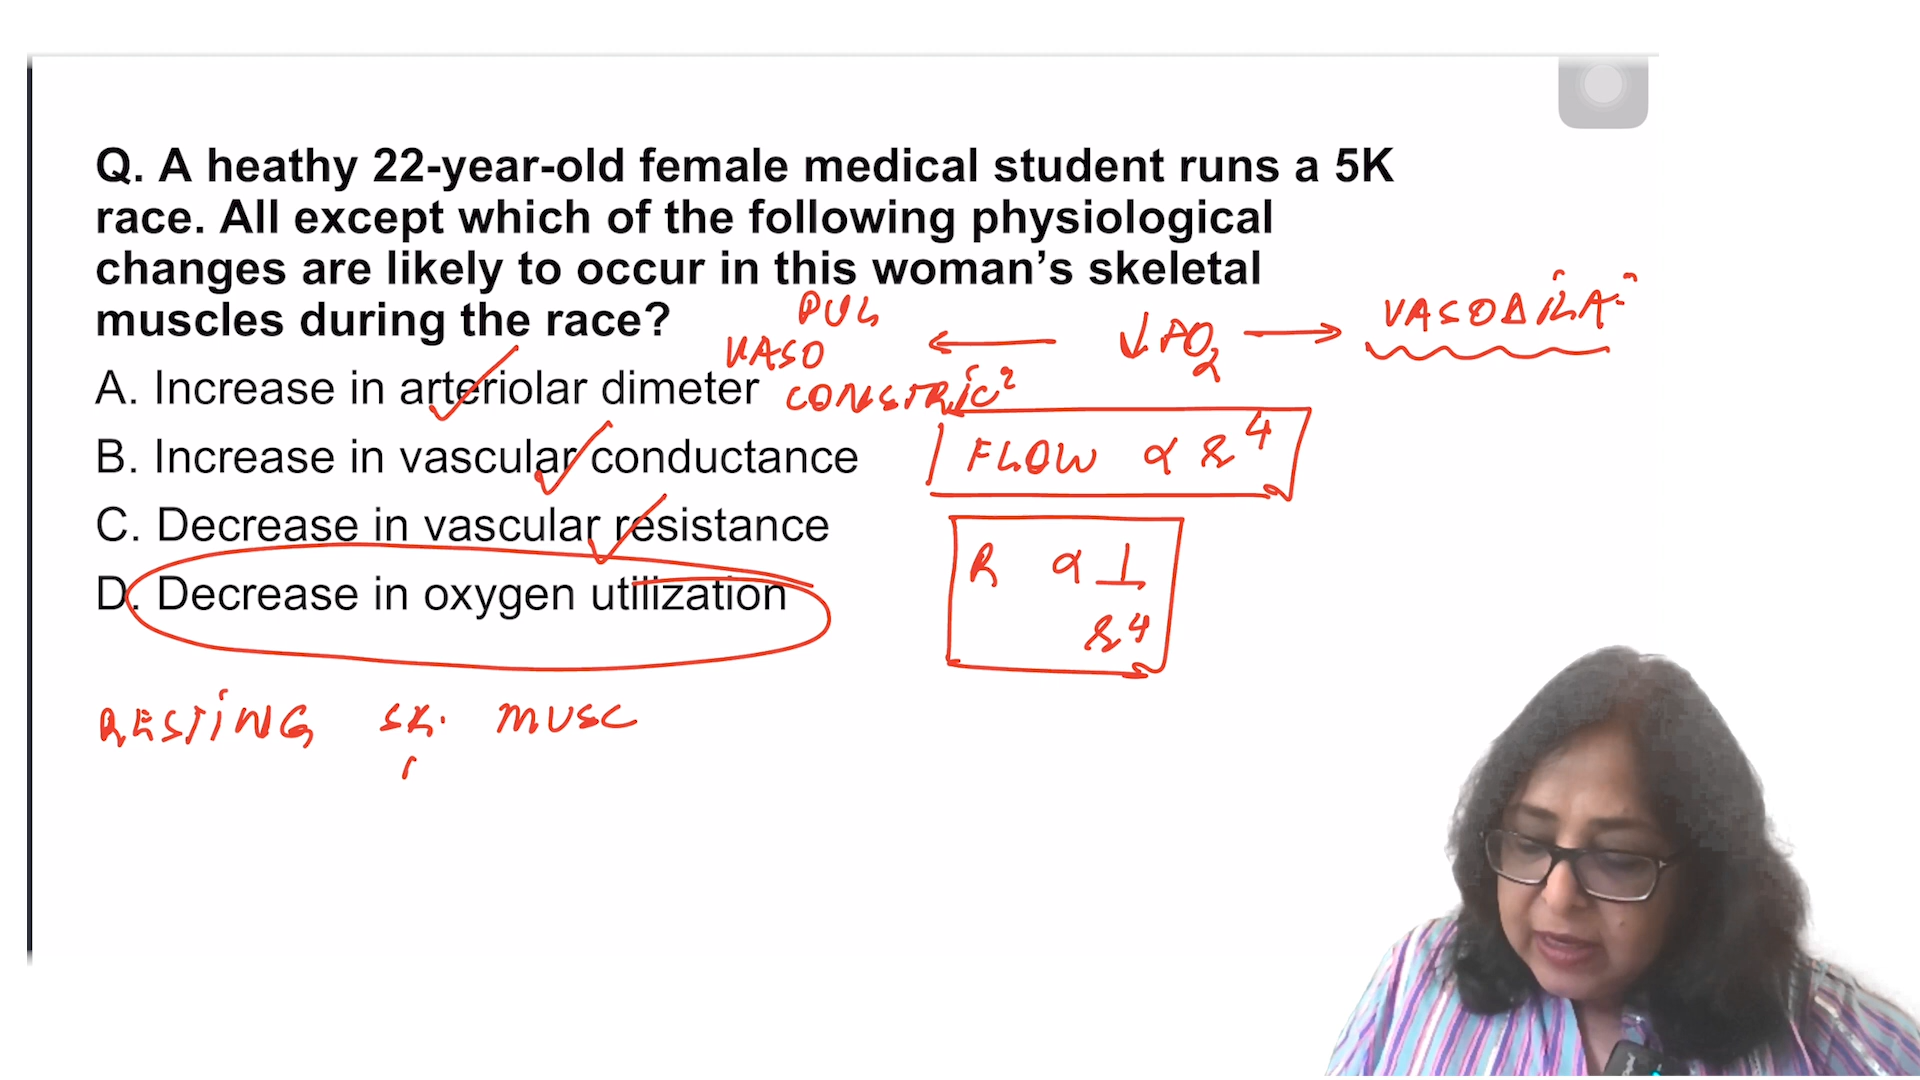 Q. A heathy 22-year-old female medical student runs a 5K
race. All except which of the following physiological
changes are likely to occur in this woman's skeletal
muscles during the race?
A. Increase in arteriolar dimeter
B. Increase in vascular conductance
C. Decrease in vascular resistance
D. Decrease in oxygen utilization
PUL
VASO
CONSTRIC²
← ↓PO₂ →
VASODILA
FLOW ∝ r⁴
R ∝ 1
r⁴
RESTING SK. MUSC